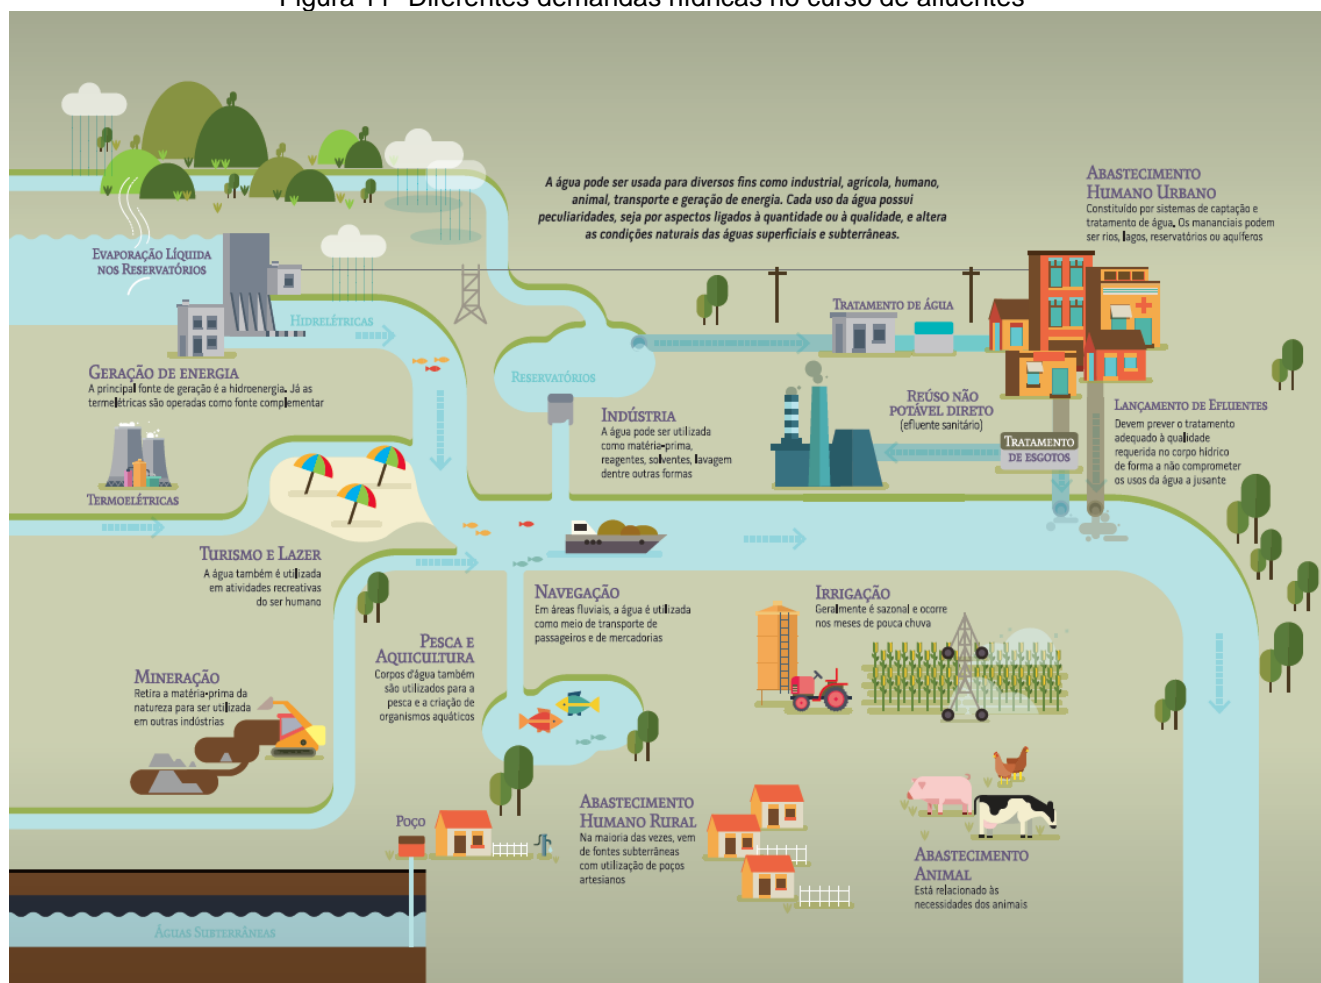 Figura 11- Diferentes demandas hídricas no curso de afluentes
A água pode ser usada para diversos fins como industrial, agrícola, humano,
animal, transporte e geração de energia. Cada uso da água possui
peculiaridades, seja por aspectos ligados à quantidade ou à qualidade, e altera
as condições naturais das águas superficiais e subterrâneas.
Abastecimento
Humano Urbano
Constituído por sistemas de captação e
tratamento de água. Os mananciais podem
ser rios, lagos, reservatórios ou aquíferos
Evaporação Líquida
nos Reservatórios
Hidrelétricas
Tratamento de água
Geração de energia
A principal fonte de geração é a hidroenergia. Já as
termelétricas são operadas como fonte complementar
Reservatórios
Indústria
A água pode ser utilizada
como matéria-prima,
reagentes, solventes, lavagem
dentre outras formas
Reúso não
potável direto
(efluente sanitário)
Tratamento
de esgotos
Lançamento de Efluentes
Devem prever o tratamento
adequado à qualidade
requerida no corpo hídrico
de forma a não comprometer
os usos da água a jusante
Termoelétricas
Turismo e Lazer
A água também é utilizada
em atividades recreativas
do ser humano
Navegação
Em áreas fluviais, a água é utilizada
como meio de transporte de
passageiros e de mercadorias
Irrigação
Geralmente é sazonal e ocorre
nos meses de pouca chuva
Pesca e
Aquicultura
Corpos d'água também
são utilizados para a
pesca e a criação de
organismos aquáticos
Mineração
Retira a matéria-prima da
natureza para ser utilizada
em outras indústrias
Poço
Abastecimento
Humano Rural
Na maioria das vezes, vem
de fontes subterrâneas
com utilização de poços
artesianos
Abastecimento
Animal
Está relacionado às
necessidades dos animais
Águas Subterrâneas